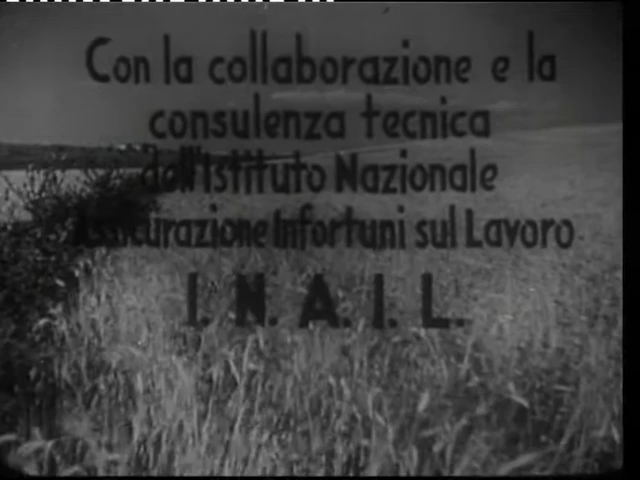 Con la collaborazione e la
consulenza tecnica
dell'Istituto Nazionale
Assicurazione Infortuni sul Lavoro
I. N. A. I. L.